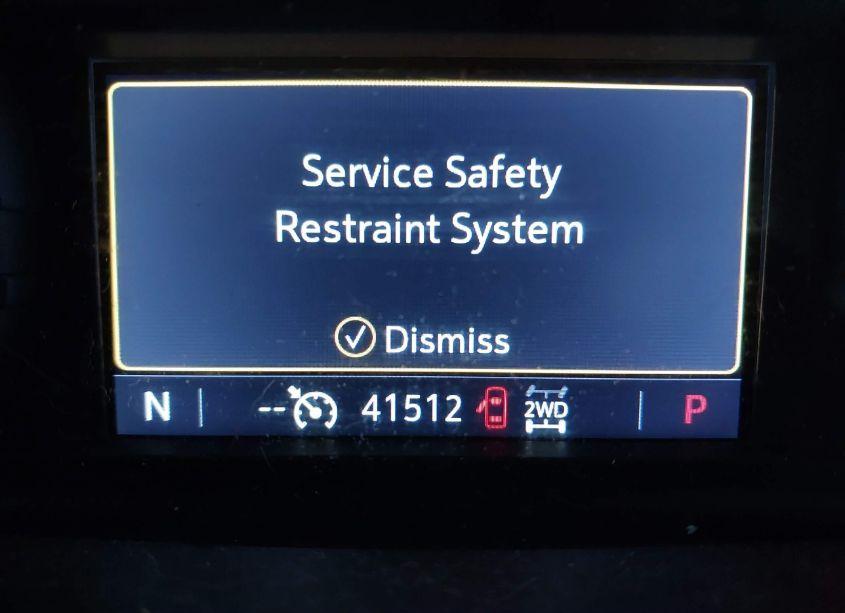 Service Safety
Restraint System
Dismiss
N -- 41512 2WD P